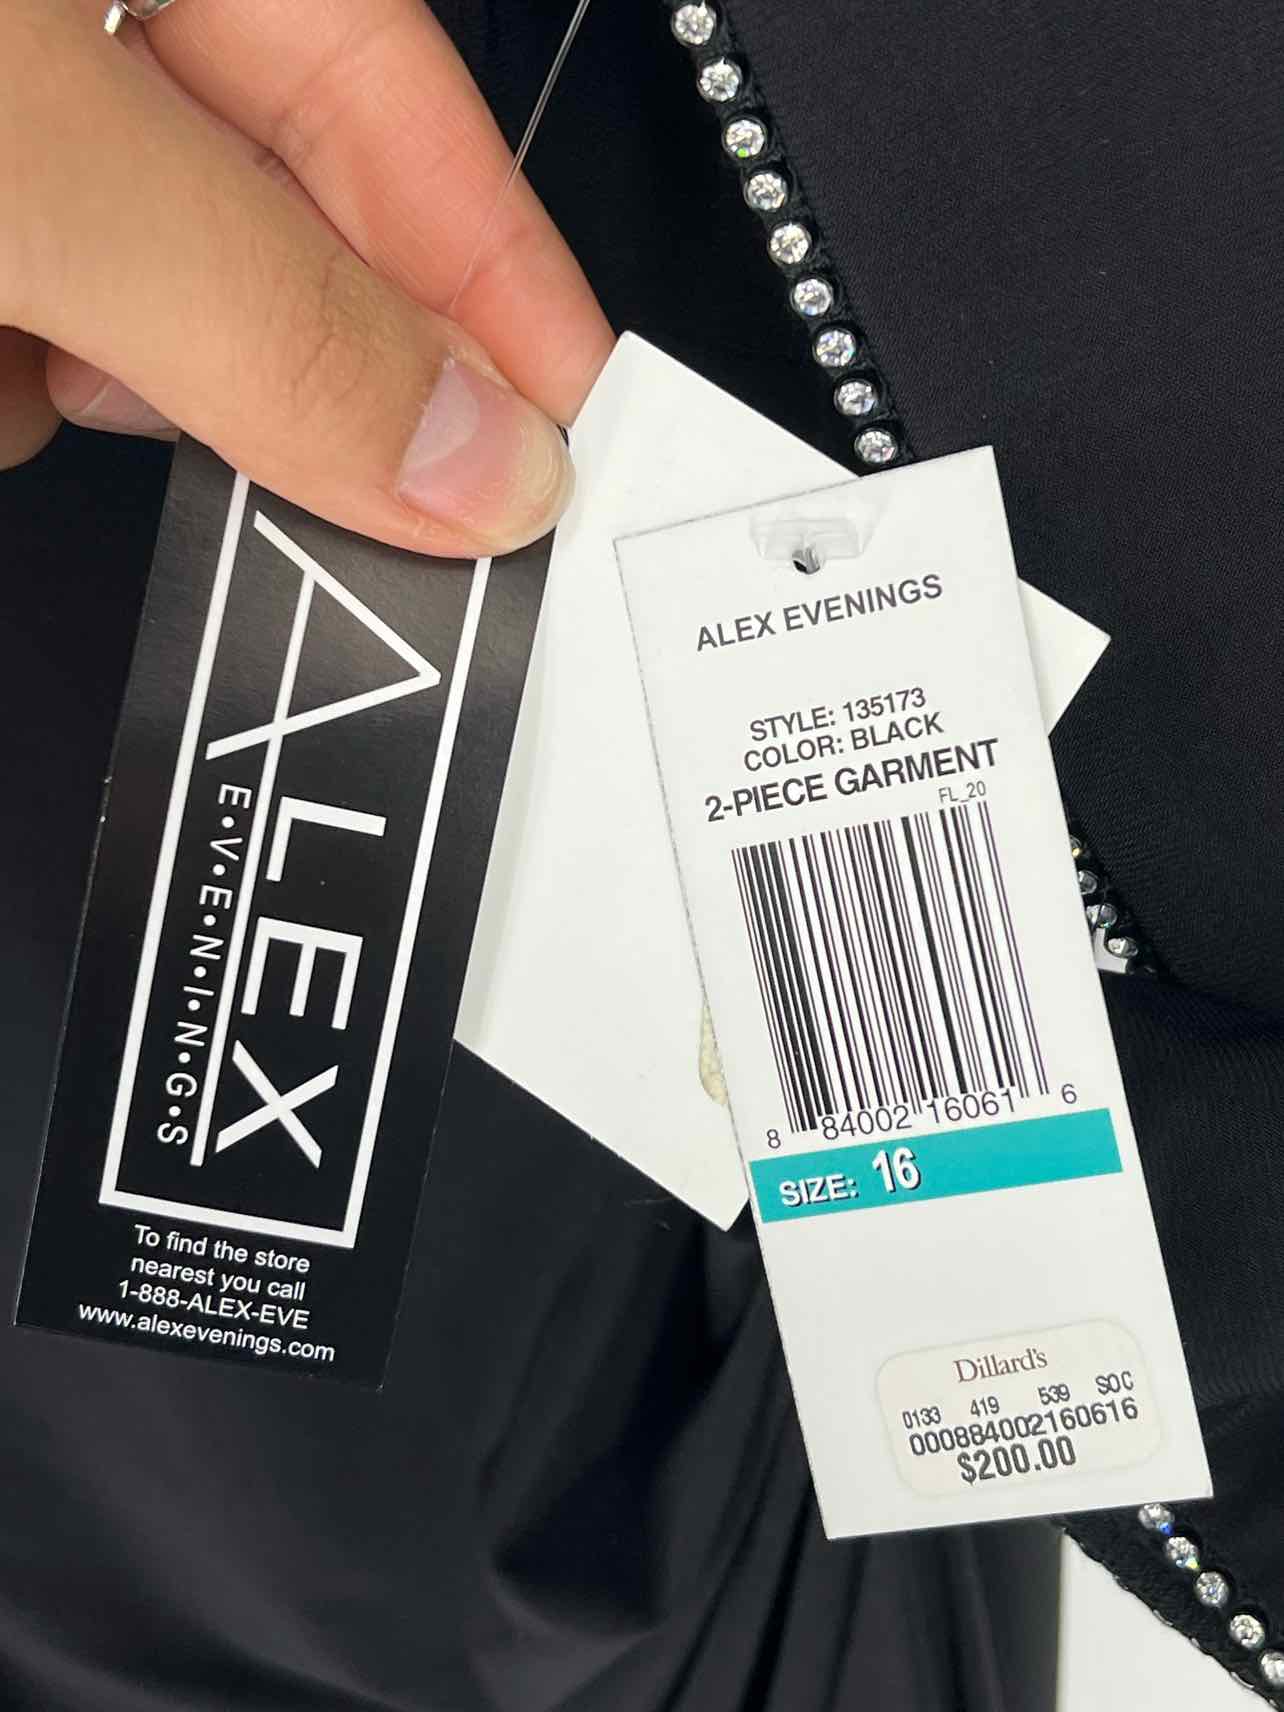 ALEX
E•V•E•N•I•N•G•S
To find the store
nearest you call
1-888-ALEX-EVE
www.alexevenings.com
ALEX EVENINGS
STYLE: 135173
COLOR: BLACK
2-PIECE GARMENT
FL_20
8 84002 16061 6
SIZE: 16
Dillard's
0133 419 539 SOC
000884002160616
$200.00